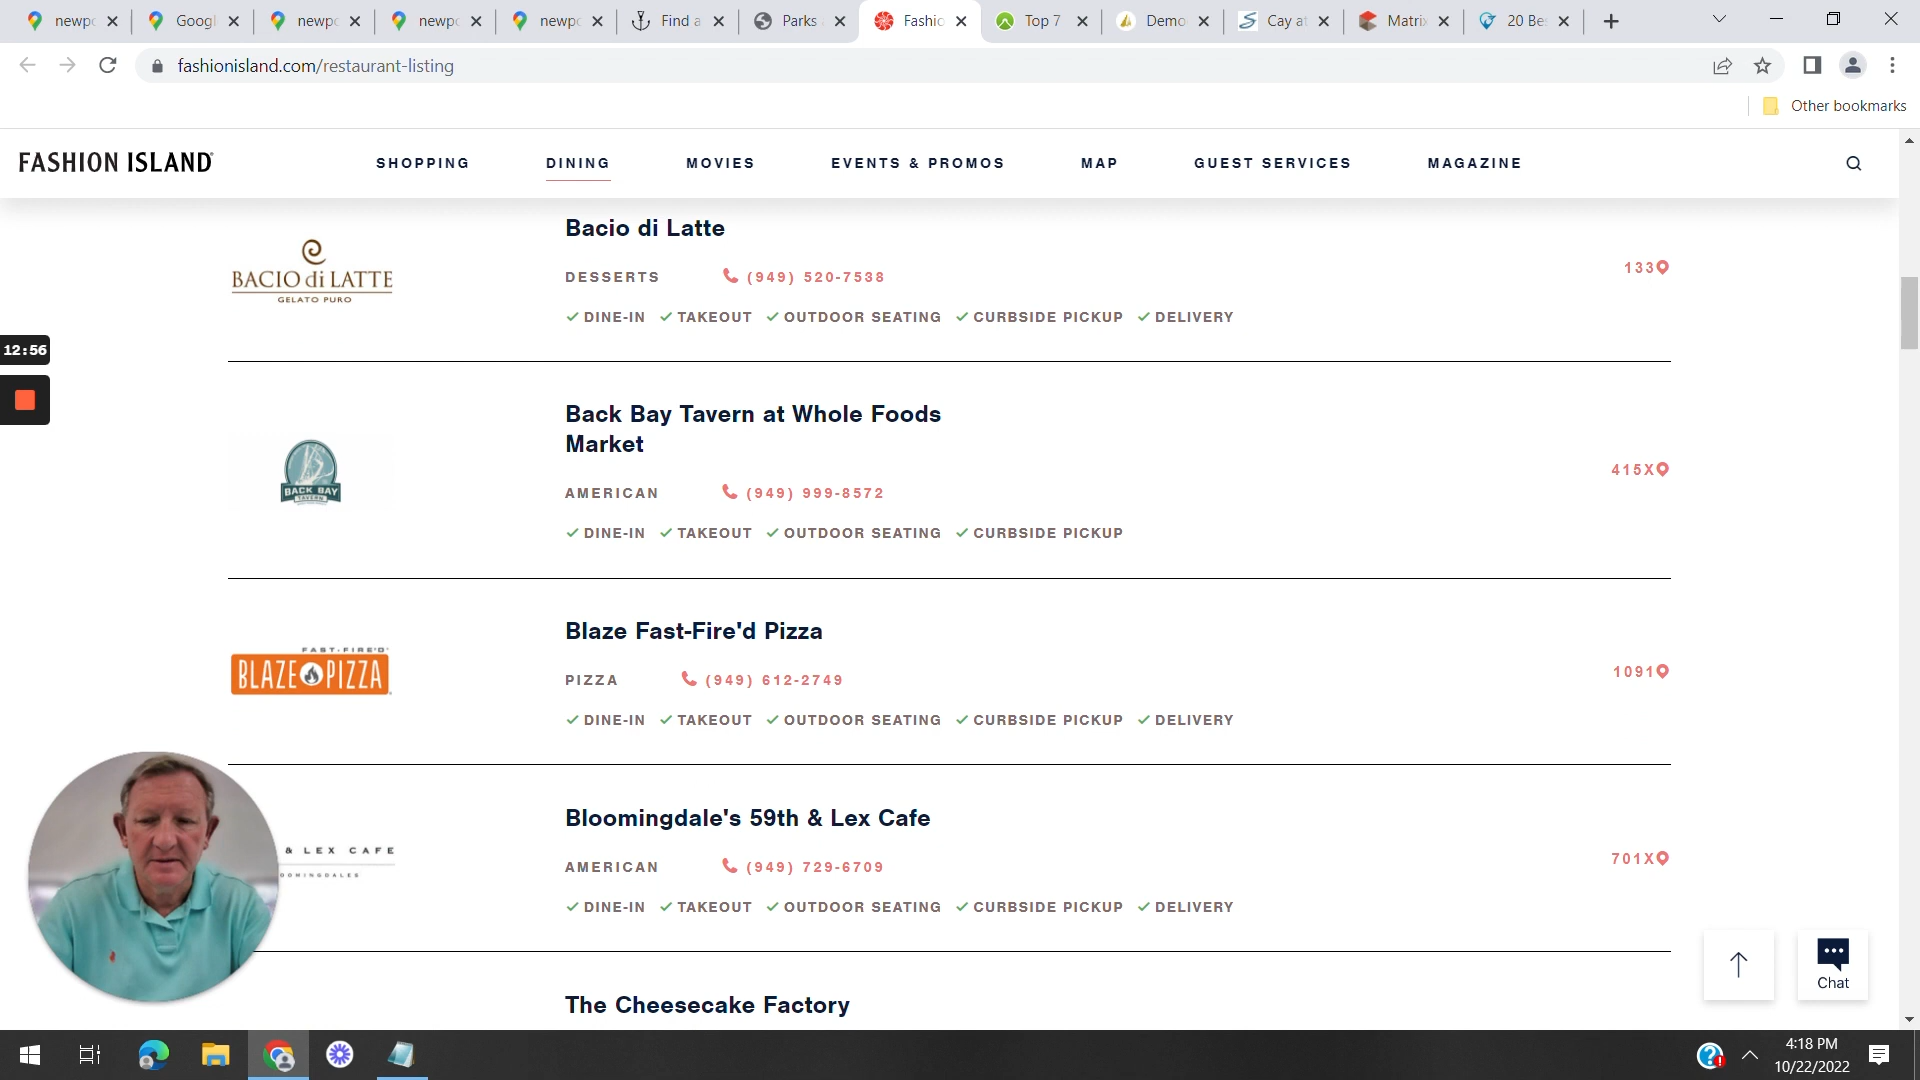 newpo
Googl
newpo
newpo
newpo
Find a
Parks
Fashio
Top 7
Demo
Cay at
Matrix
20 Be
fashionisland.com/restaurant-listing
Other bookmarks
FASHION ISLAND
SHOPPING
DINING
MOVIES
EVENTS & PROMOS
MAP
GUEST SERVICES
MAGAZINE
Bacio di Latte
BACIO di LATTE
GELATO PURO
DESSERTS
(949) 520-7538
133
DINE-IN TAKEOUT OUTDOOR SEATING CURBSIDE PICKUP DELIVERY
12:56
Back Bay Tavern at Whole Foods
Market
BACK BAY
TAVERN
AMERICAN
(949) 999-8572
415X
DINE-IN TAKEOUT OUTDOOR SEATING CURBSIDE PICKUP
Blaze Fast-Fire'd Pizza
FAST-FIRE'D
BLAZE PIZZA
PIZZA
(949) 612-2749
1091
DINE-IN TAKEOUT OUTDOOR SEATING CURBSIDE PICKUP DELIVERY
Bloomingdale's 59th & Lex Cafe
& LEX CAFE
OOMINGDALES
AMERICAN
(949) 729-6709
701X
DINE-IN TAKEOUT OUTDOOR SEATING CURBSIDE PICKUP DELIVERY
The Cheesecake Factory
Chat
4:18 PM
10/22/2022